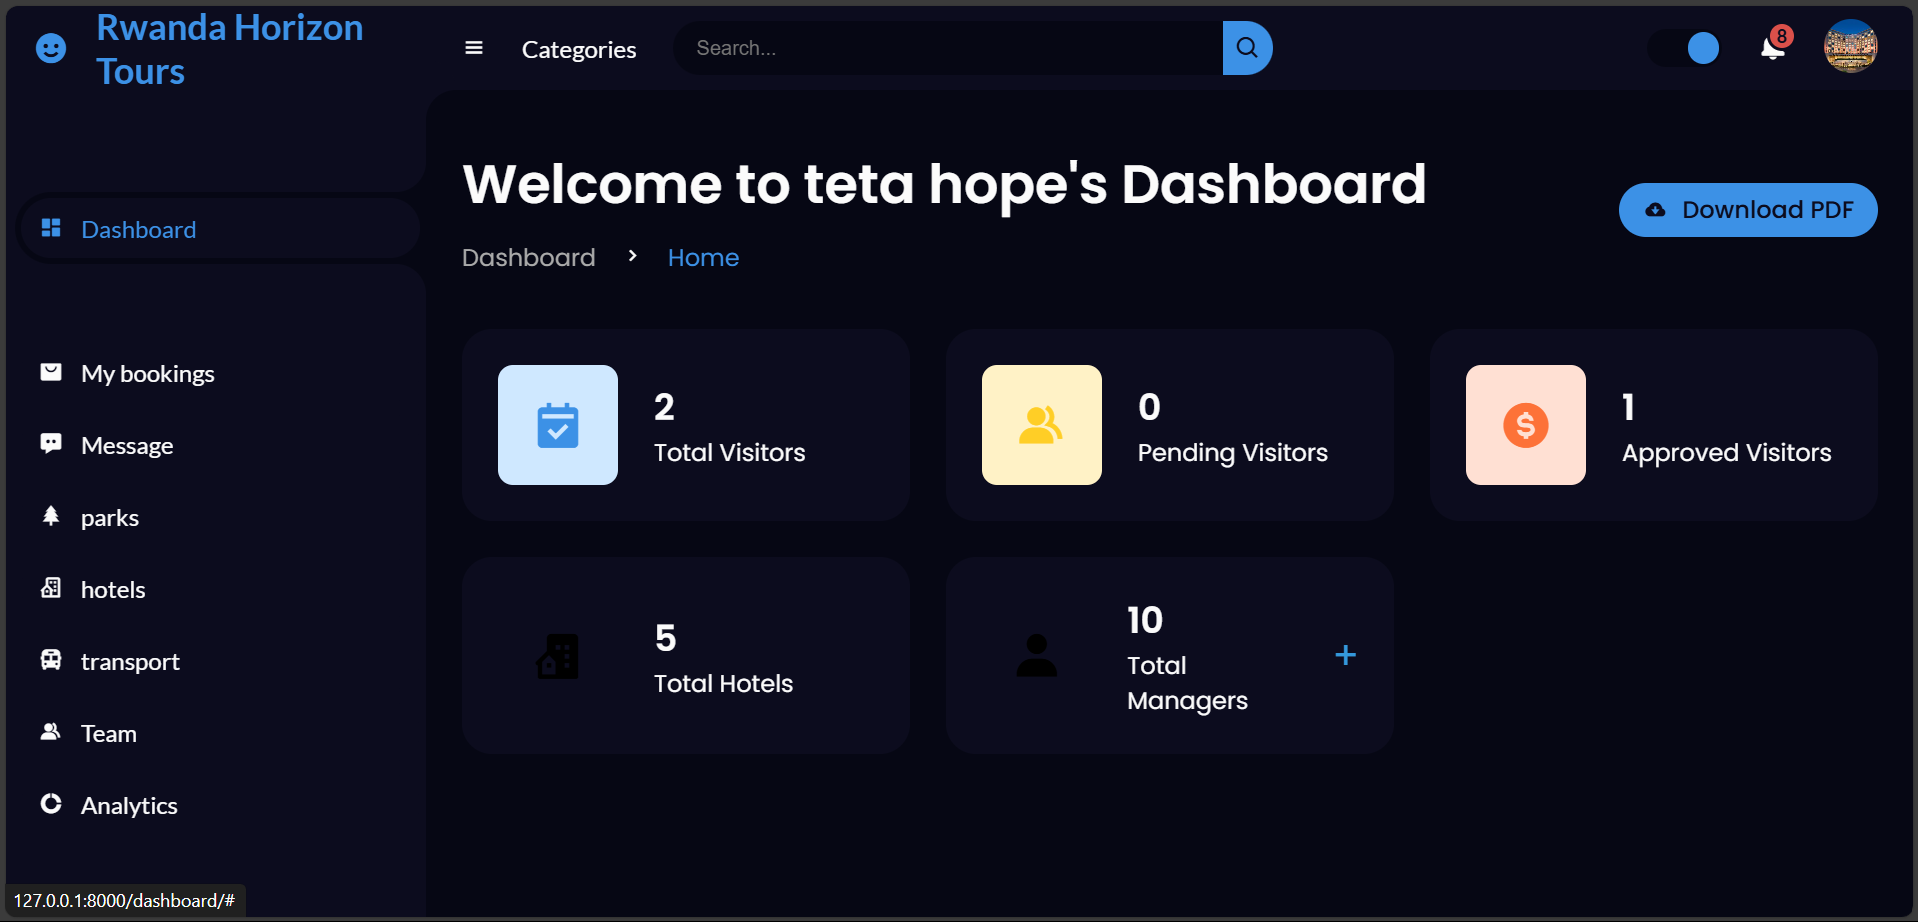 Rwanda Horizon
Tours
Categories
Search...
8
Dashboard
My bookings
Message
parks
hotels
transport
Team
Analytics
Welcome to teta hope's Dashboard
Dashboard > Home
Download PDF
2
Total Visitors
0
Pending Visitors
1
Approved Visitors
5
Total Hotels
10
Total
Managers
+
127.0.0.1:8000/dashboard/#